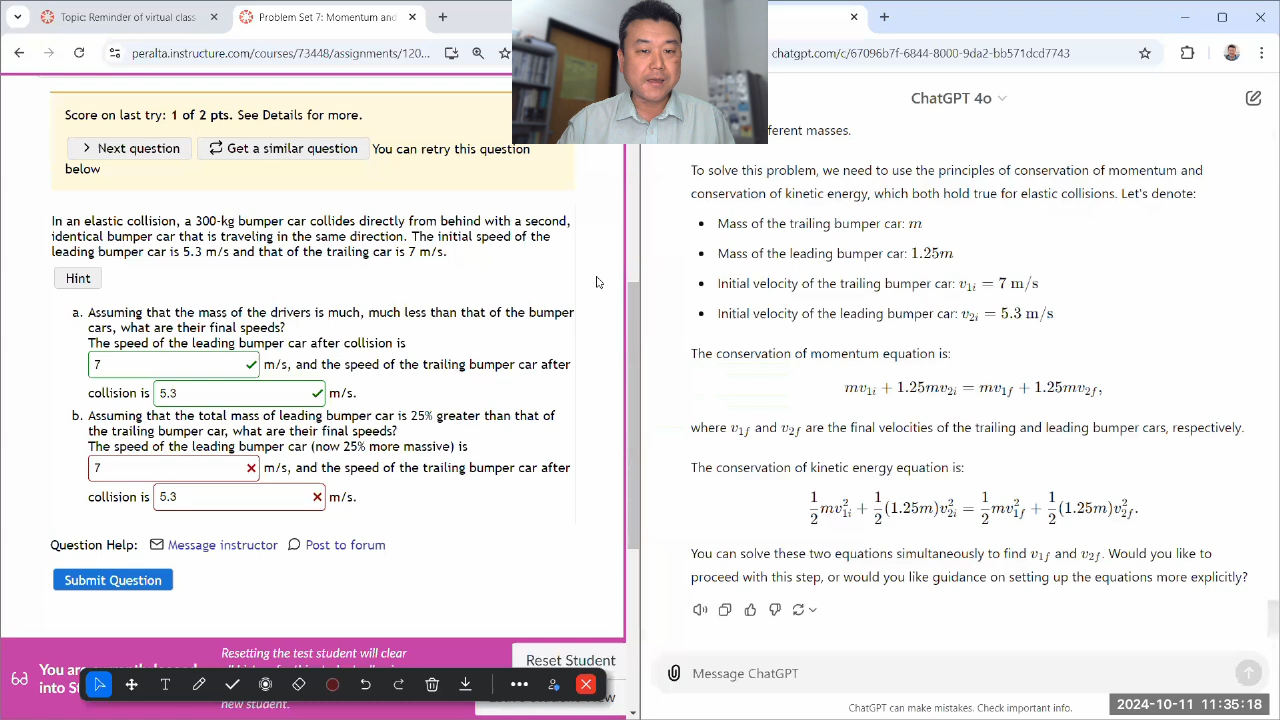 Topic: Reminder of virtual class
Problem Set 7: Momentum and
peralta.instructure.com/courses/73448/assignment120...
chatgpt.com/c/67096b7f-6844-8000-9da2-bb571dcd7743
Score on last try: 1 of 2 pts. See Details for more.
Next question
Get a similar question
You can retry this question
below
In an elastic collision, a 300-kg bumper car collides directly from behind with a second,
identical bumper car that is traveling in the same direction. The initial speed of the
leading bumper car is 5.3 m/s and that of the trailing car is 7 m/s.
Hint
a. Assuming that the mass of the drivers is much, much less than that of the bumper
cars, what are their final speeds?
The speed of the leading bumper car after collision is
7 m/s, and the speed of the trailing bumper car after
collision is 5.3 m/s.
b. Assuming that the total mass of leading bumper car is 25% greater than that of
the trailing bumper car, what are their final speeds?
The speed of the leading bumper car (now 25% more massive) is
7 m/s, and the speed of the trailing bumper car after
collision is 5.3 m/s.
Question Help: Message instructor Post to forum
Submit Question
You are
into St
Resetting the test student will clear
new student.
Reset Student
ChatGPT 4o
ferent masses.
To solve this problem, we need to use the principles of conservation of momentum and
conservation of kinetic energy, which both hold true for elastic collisions. Let's denote:
• Mass of the trailing bumper car: m
• Mass of the leading bumper car: 1.25m
• Initial velocity of the trailing bumper car: v₁ᵢ = 7 m/s
• Initial velocity of the leading bumper car: v₂ᵢ = 5.3 m/s
The conservation of momentum equation is:
mv₁ᵢ + 1.25mv₂ᵢ = mv₁f + 1.25mv₂f,
where v₁f and v₂f are the final velocities of the trailing and leading bumper cars, respectively.
The conservation of kinetic energy equation is:
1/2 mv₁ᵢ² + 1/2 (1.25m)v₂ᵢ² = 1/2 mv₁f² + 1/2 (1.25m)v₂f².
You can solve these two equations simultaneously to find v₁f and v₂f. Would you like to
proceed with this step, or would you like guidance on setting up the equations more explicitly?
Message ChatGPT
ChatGPT can make mistakes. Check important info.
2024-10-11 11:35:18